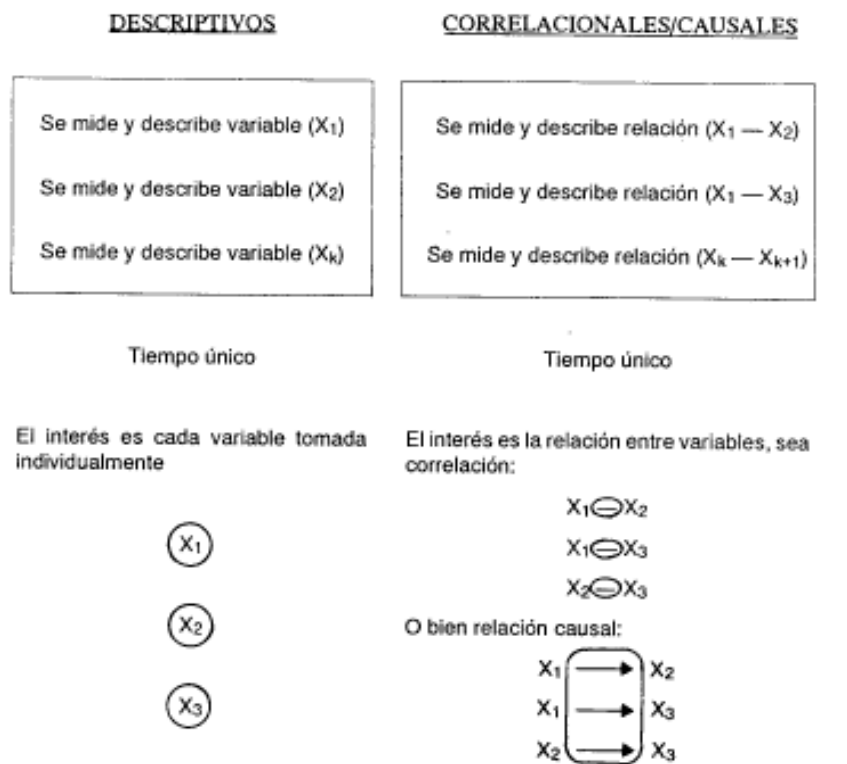 DESCRIPTIVOS
Se mide y describe variable (X₁)
Se mide y describe variable (X₂)
Se mide y describe variable (Xₖ)
Tiempo único
El interés es cada variable tomada
individualmente
X₁
X₂
X₃
CORRELACIONALES/CAUSALES
Se mide y describe relación (X₁ — X₂)
Se mide y describe relación (X₁ — X₃)
Se mide y describe relación (Xₖ — Xₖ₊₁)
Tiempo único
El interés es la relación entre variables, sea
correlación:
X₁ — X₂
X₁ — X₃
X₂ — X₃
O bien relación causal:
X₁ → X₂
X₁ → X₃
X₂ → X₃